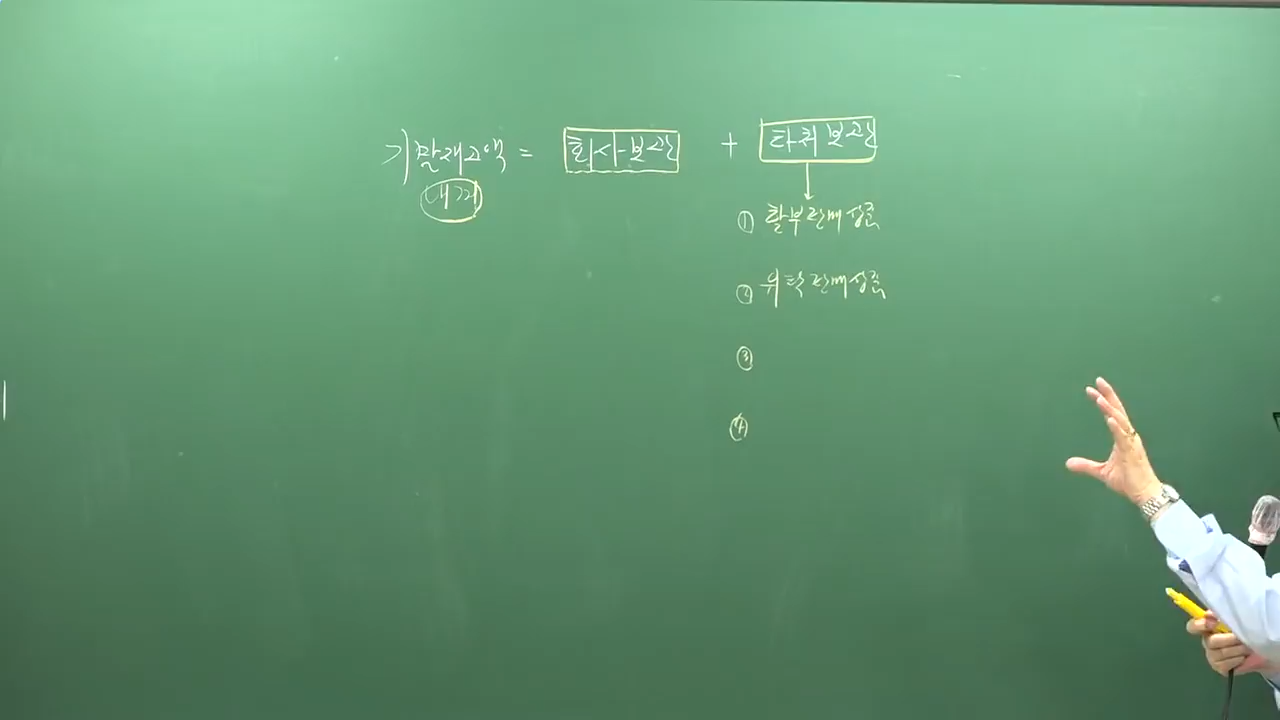 기말재고액 = 회사보관 + 타처보관
내꺼
① 할부판매상품
② 위탁판매상품
③
④